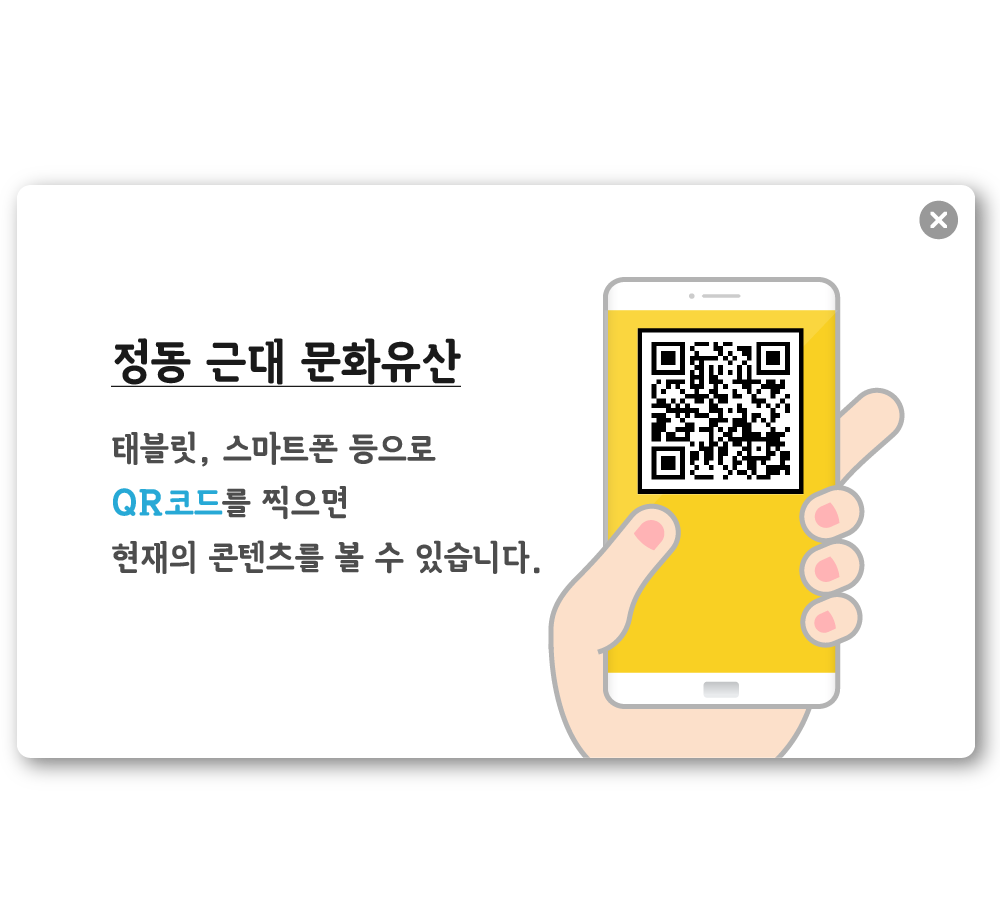 정동 근대 문화유산
태블릿, 스마트폰 등으로
QR코드를 찍으면
현재의 콘텐츠를 볼 수 있습니다.